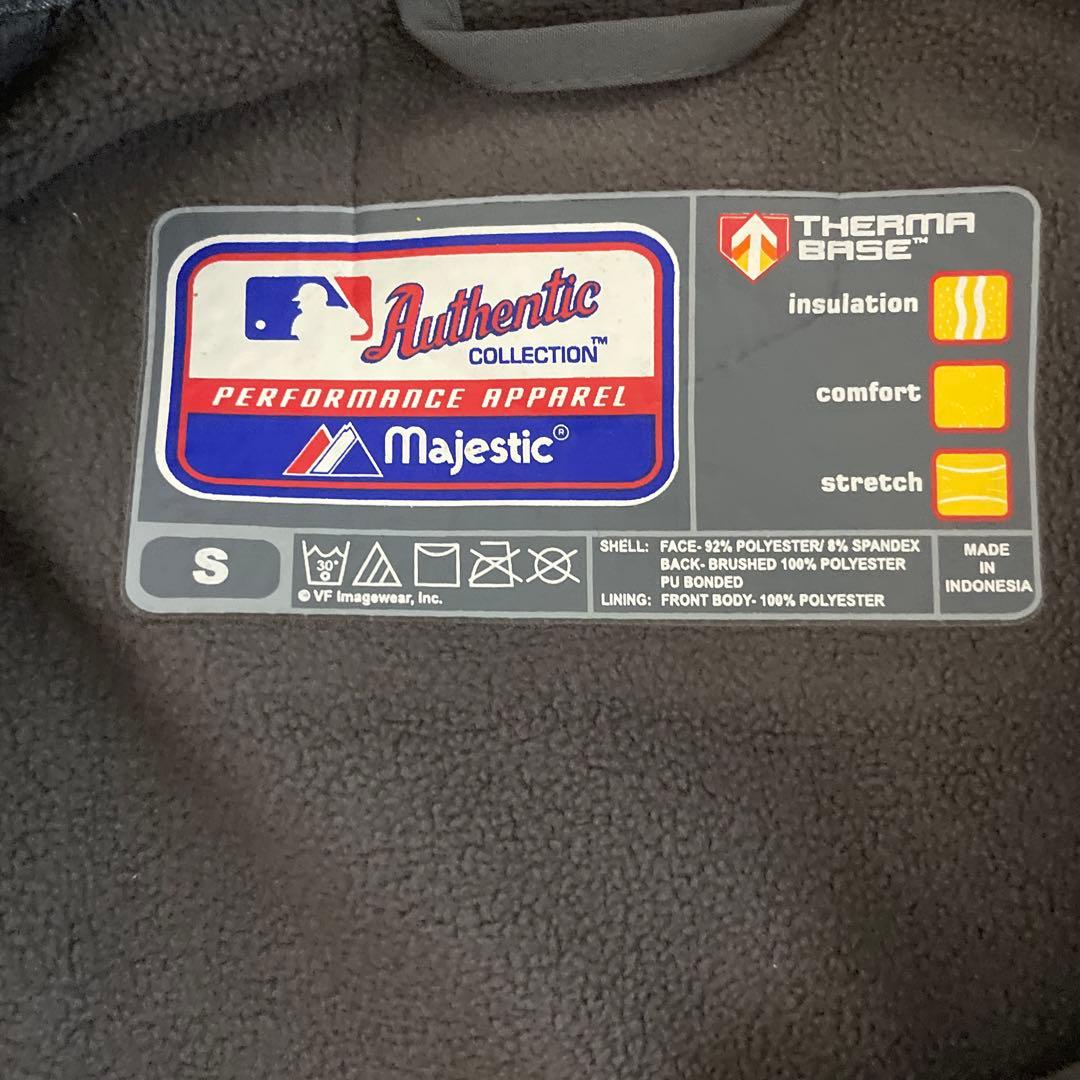 Authentic
COLLECTION™
PERFORMANCE APPAREL
Majestic®
THERMA
BASE™
insulation
comfort
stretch
S
30°
© VF Imagewear, Inc.
SHELL: FACE- 92% POLYESTER/ 8% SPANDEX
BACK- BRUSHED 100% POLYESTER
PU BONDED
LINING: FRONT BODY- 100% POLYESTER
MADE
IN
INDONESIA